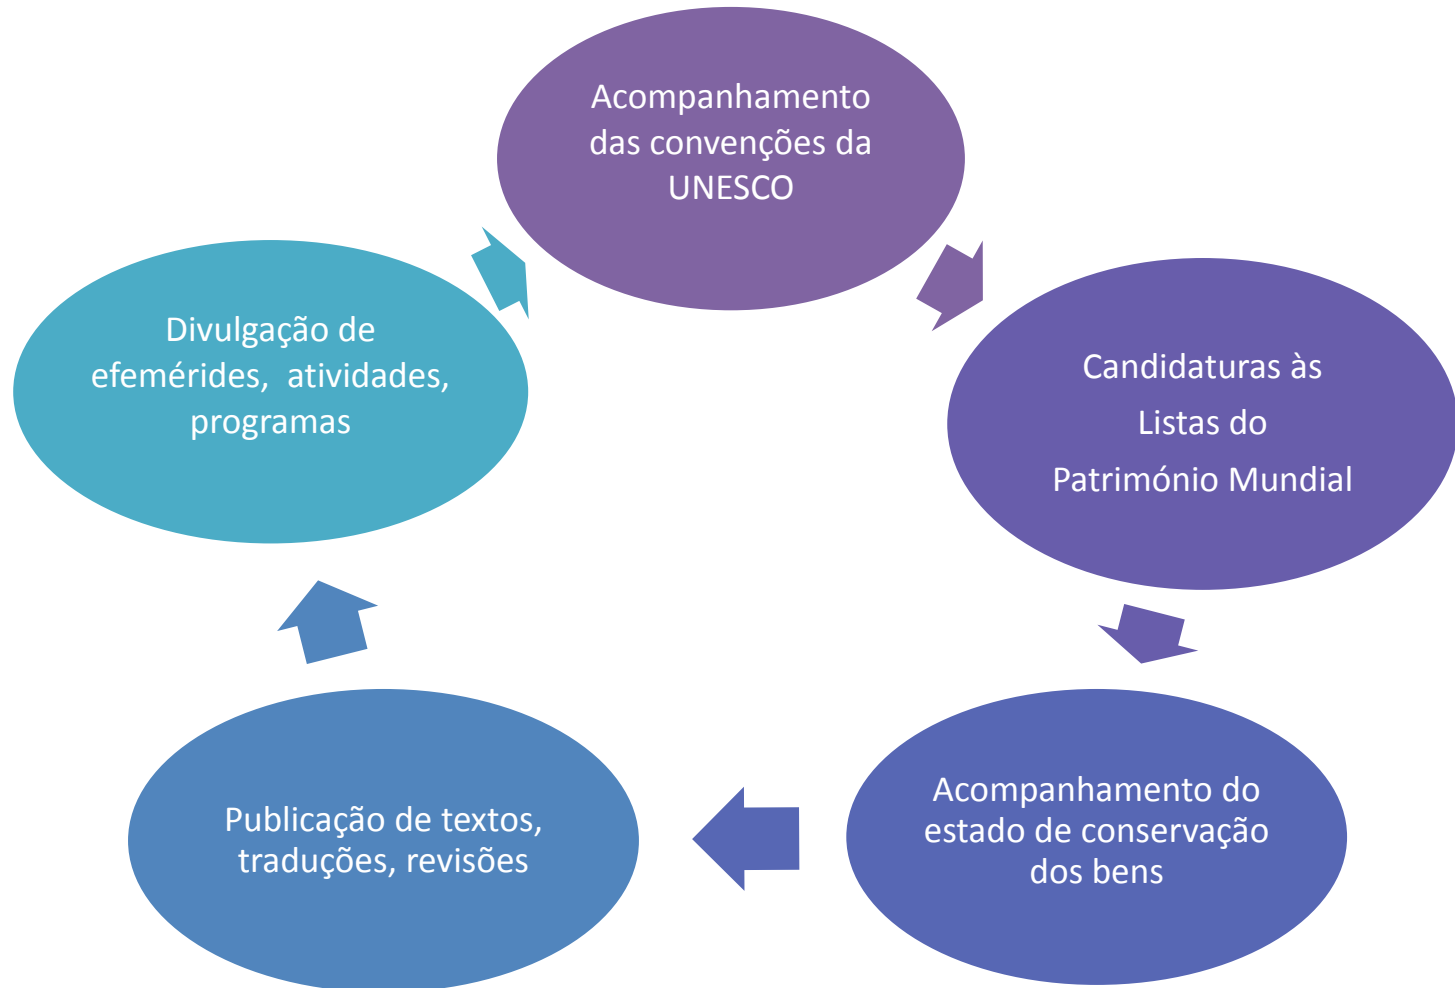 Acompanhamento
das convenções da
UNESCO
Candidaturas às
Listas do
Património Mundial
Acompanhamento do
estado de conservação
dos bens
Publicação de textos,
traduções, revisões
Divulgação de
efemérides,  atividades,
programas